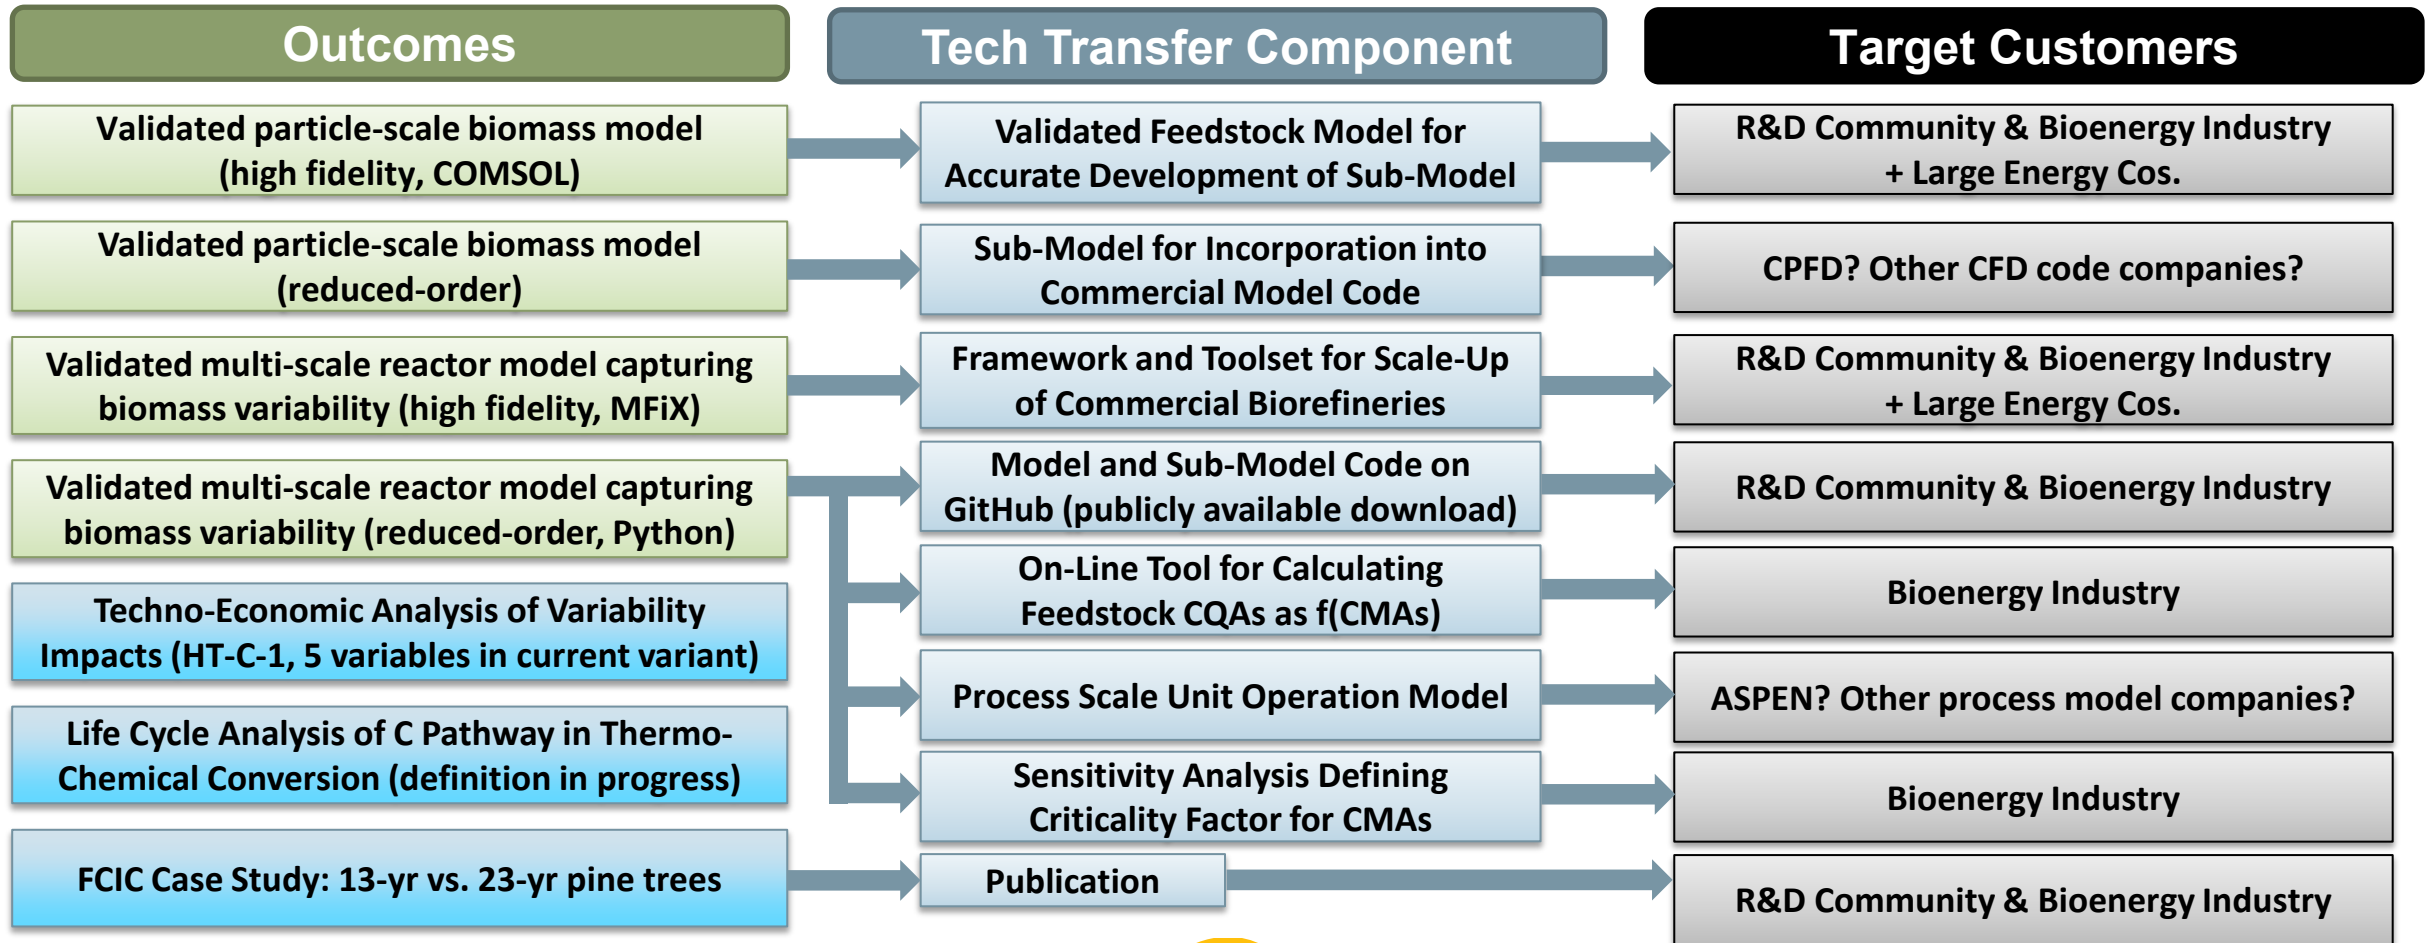 Outcomes
Tech Transfer Component
Target Customers
Validated particle-scale biomass model
(high fidelity, COMSOL)
Validated Feedstock Model for
Accurate Development of Sub-Model
R&D Community & Bioenergy Industry
+ Large Energy Cos.
Validated particle-scale biomass model
(reduced-order)
Sub-Model for Incorporation into
Commercial Model Code
CPFD? Other CFD code companies?
Validated multi-scale reactor model capturing
biomass variability (high fidelity, MFiX)
Framework and Toolset for Scale-Up
of Commercial Biorefineries
R&D Community & Bioenergy Industry
+ Large Energy Cos.
Validated multi-scale reactor model capturing
biomass variability (reduced-order, Python)
Model and Sub-Model Code on
GitHub (publicly available download)
R&D Community & Bioenergy Industry
Techno-Economic Analysis of Variability
Impacts (HT-C-1, 5 variables in current variant)
On-Line Tool for Calculating
Feedstock CQAs as f(CMAs)
Bioenergy Industry
Life Cycle Analysis of C Pathway in Thermo-
Chemical Conversion (definition in progress)
Process Scale Unit Operation Model
ASPEN? Other process model companies?
Sensitivity Analysis Defining
Criticality Factor for CMAs
Bioenergy Industry
FCIC Case Study: 13-yr vs. 23-yr pine trees
Publication
R&D Community & Bioenergy Industry